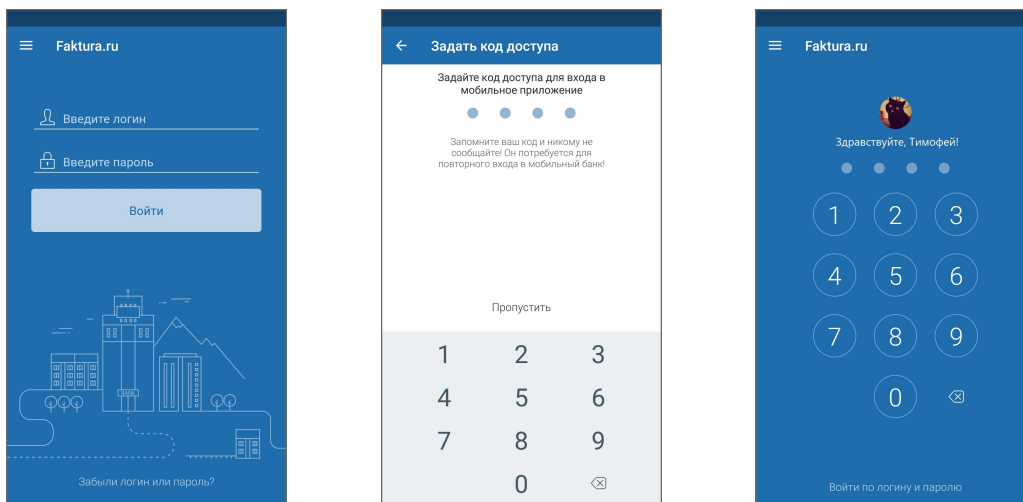 Faktura.ru
Введите логин
Введите пароль
Войти
BANK
Забыли логин или пароль?
Задать код доступа
Задайте код доступа для входа в
мобильное приложение
Запомните ваш код и никому не
сообщайте! Он потребуется для
повторного входа в мобильный банк!
Пропустить
1 2 3
4 5 6
7 8 9
0
Faktura.ru
Здравствуйте, Тимофей!
1 2 3
4 5 6
7 8 9
0
Войти по логину и паролю